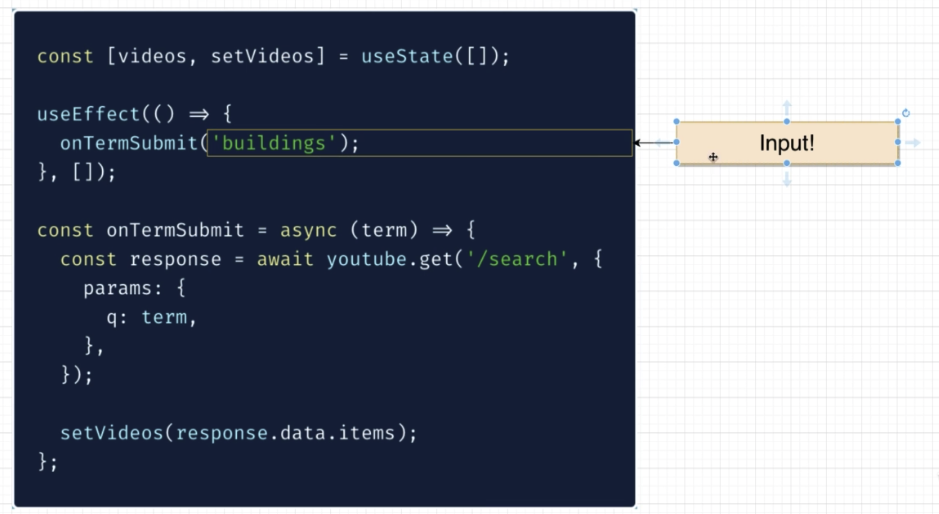 const [videos, setVideos] = useState([]);
useEffect(() => {
  onTermSubmit('buildings');
}, []);
const onTermSubmit = async (term) => {
  const response = await youtube.get('/search', {
    params: {
      q: term,
    },
  });
  setVideos(response.data.items);
};
Input!